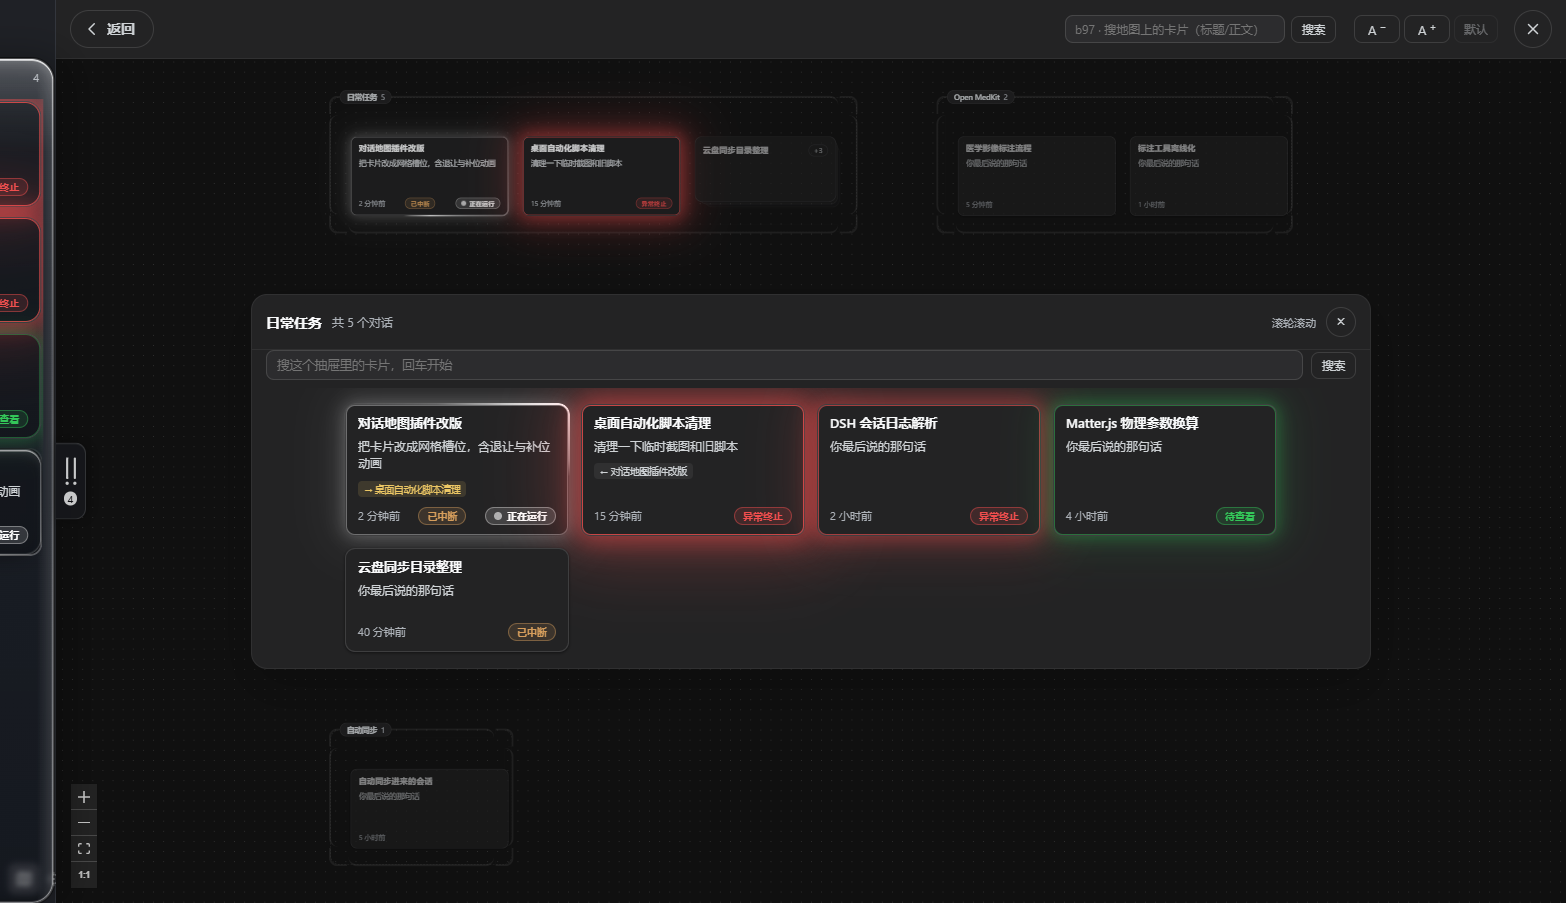 返回
b97 · 搜地图上的卡片（标题/正文）
搜索
A⁻
A⁺
默认
4
终止
终止
查看
动画
运行
4
日常任务 5
对话地图插件改版
把卡片改成网格槽位，含退让与补位动画
2 分钟前
已中断
正在运行
桌面自动化脚本清理
清理一下临时截图和旧脚本
15 分钟前
异常终止
云盘同步目录整理
+3
Open MedKit 2
医学影像标注流程
你最后说的那句话
5 分钟前
标注工具离线化
你最后说的那句话
1 小时前
日常任务 共 5 个对话
滚轮滚动
搜这个抽屉里的卡片，回车开始
搜索
对话地图插件改版
把卡片改成网格槽位，含退让与补位
动画
→ 桌面自动化脚本清理
2 分钟前
已中断
正在运行
桌面自动化脚本清理
清理一下临时截图和旧脚本
← 对话地图插件改版
15 分钟前
异常终止
DSH 会话日志解析
你最后说的那句话
2 小时前
异常终止
Matter.js 物理参数换算
你最后说的那句话
4 小时前
待查看
云盘同步目录整理
你最后说的那句话
40 分钟前
已中断
自动同步 1
自动同步进来的会话
你最后说的那句话
5 小时前
1:1